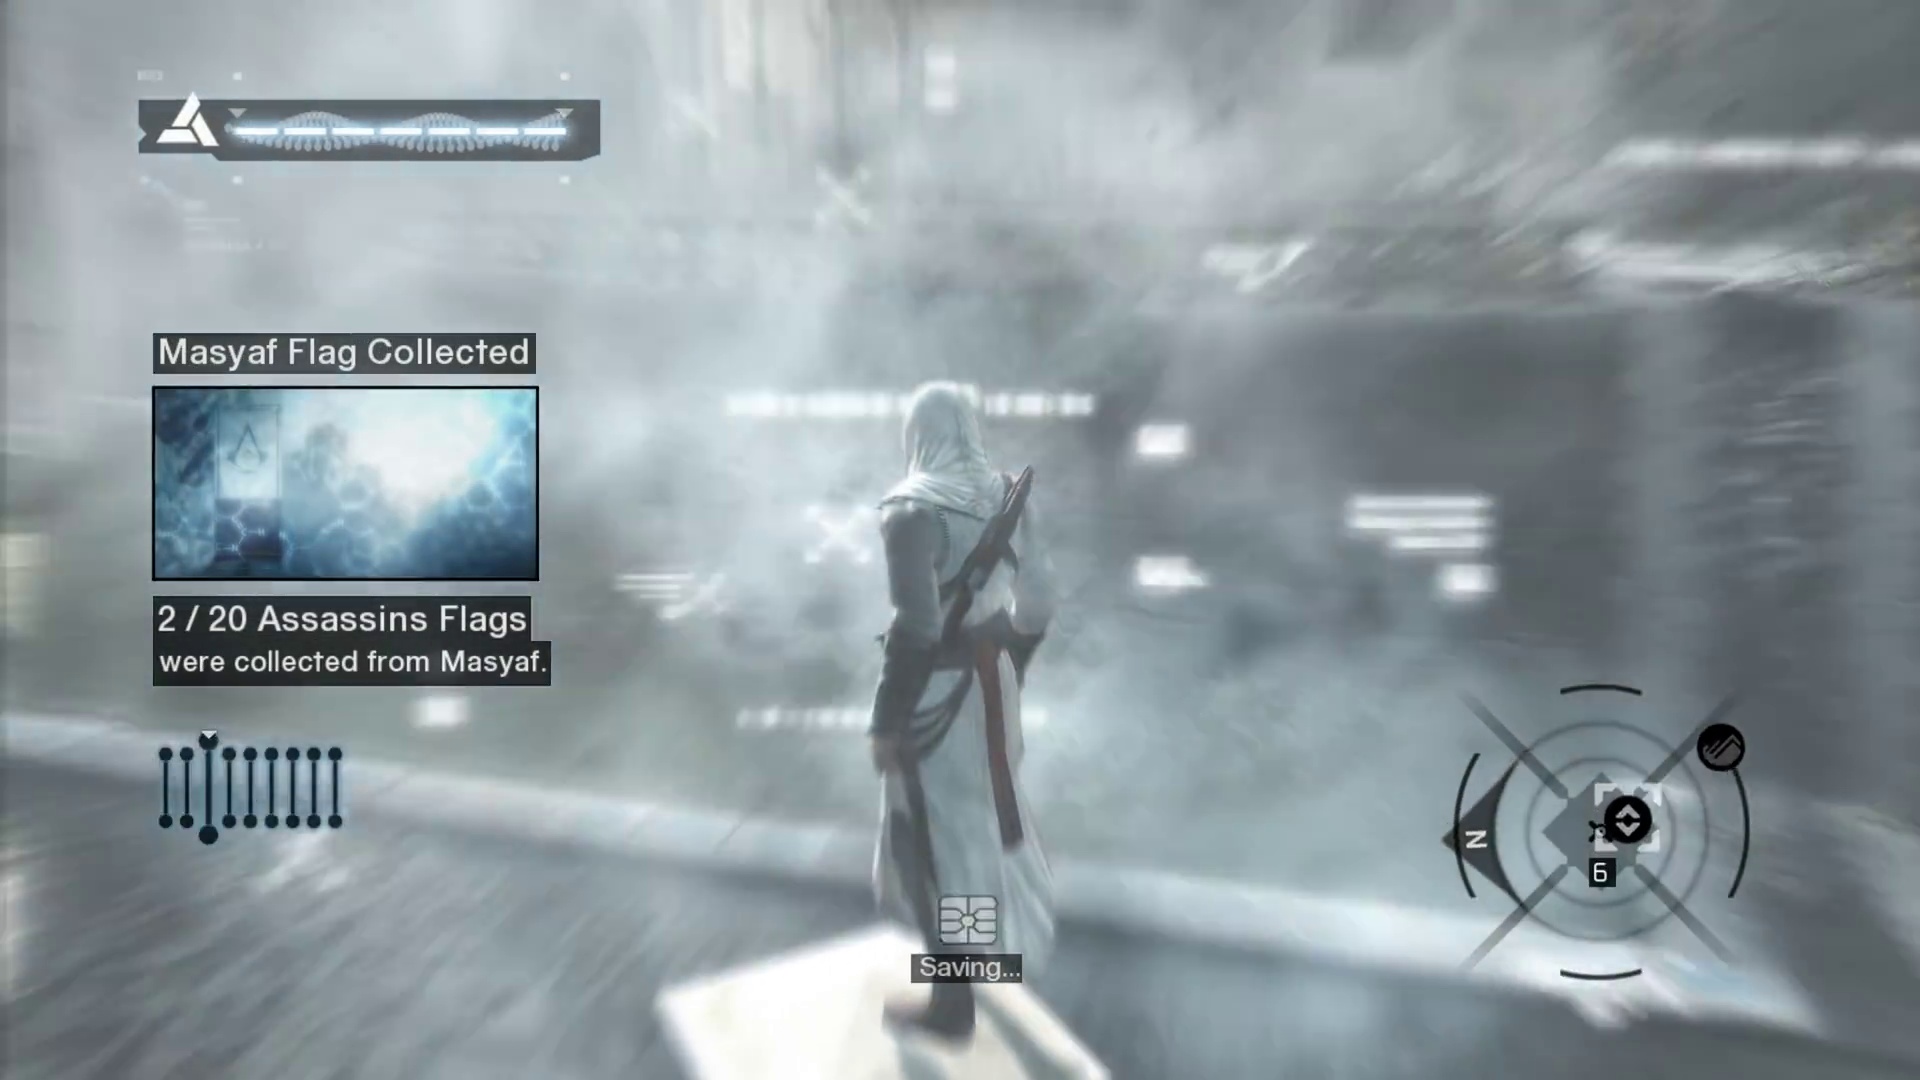 Masyaf Flag Collected
2 / 20 Assassins Flags
were collected from Masyaf.
N
6
Saving...